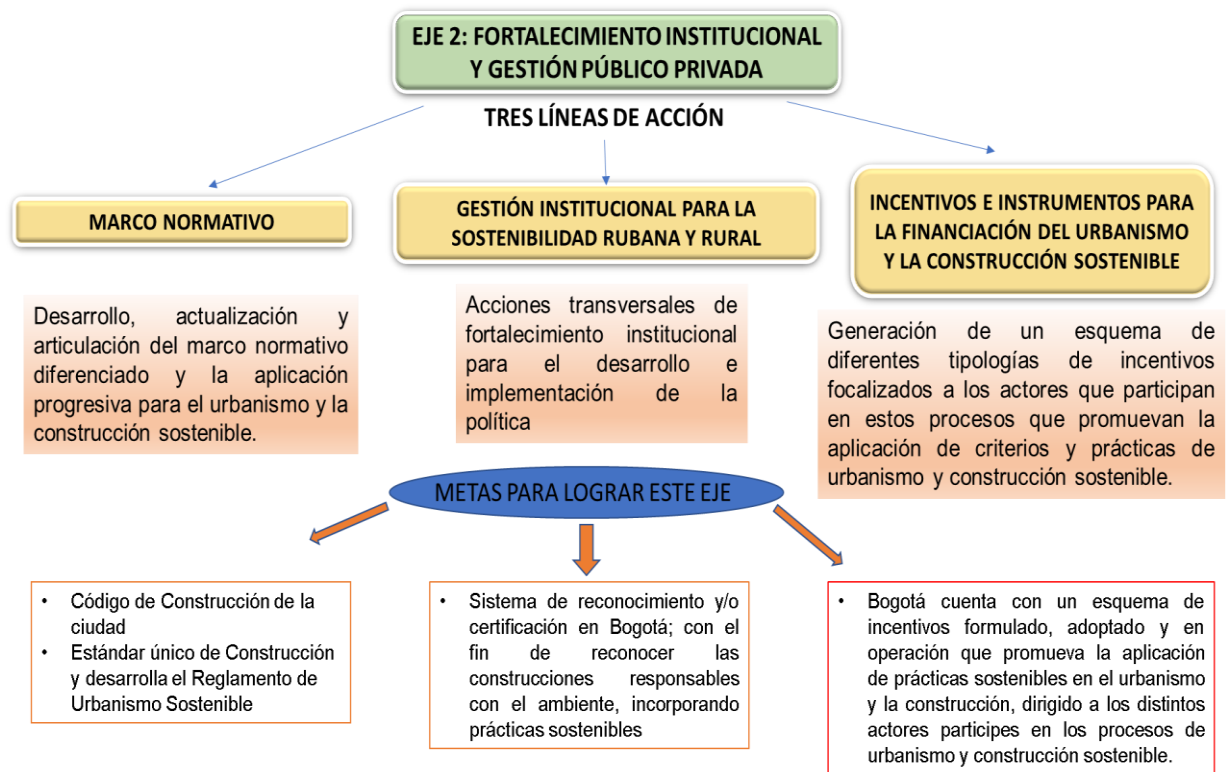 EJE 2: FORTALECIMIENTO INSTITUCIONAL
Y GESTIÓN PÚBLICO PRIVADA
TRES LÍNEAS DE ACCIÓN
MARCO NORMATIVO
Desarrollo, actualización y
articulación del marco normativo
diferenciado y la aplicación
progresiva para el urbanismo y la
construcción sostenible.
GESTIÓN INSTITUCIONAL PARA LA
SOSTENIBILIDAD RUBANA Y RURAL
Acciones transversales de
fortalecimiento institucional
para el desarrollo e
implementación de la
política
INCENTIVOS E INSTRUMENTOS PARA
LA FINANCIACIÓN DEL URBANISMO
Y LA CONSTRUCCIÓN SOSTENIBLE
Generación de un esquema de
diferentes tipologías de incentivos
focalizados a los actores que participan
en estos procesos que promuevan la
aplicación de criterios y prácticas de
urbanismo y construcción sostenible.
METAS PARA LOGRAR ESTE EJE
• Código de Construcción de la
ciudad
• Estándar único de Construcción
y desarrolla el Reglamento de
Urbanismo Sostenible
• Sistema de reconocimiento y/o
certificación en Bogotá; con el
fin de reconocer las
construcciones responsables
con el ambiente, incorporando
prácticas sostenibles
• Bogotá cuenta con un esquema de
incentivos formulado, adoptado y en
operación que promueva la aplicación
de prácticas sostenibles en el urbanismo
y la construcción, dirigido a los distintos
actores participes en los procesos de
urbanismo y construcción sostenible.